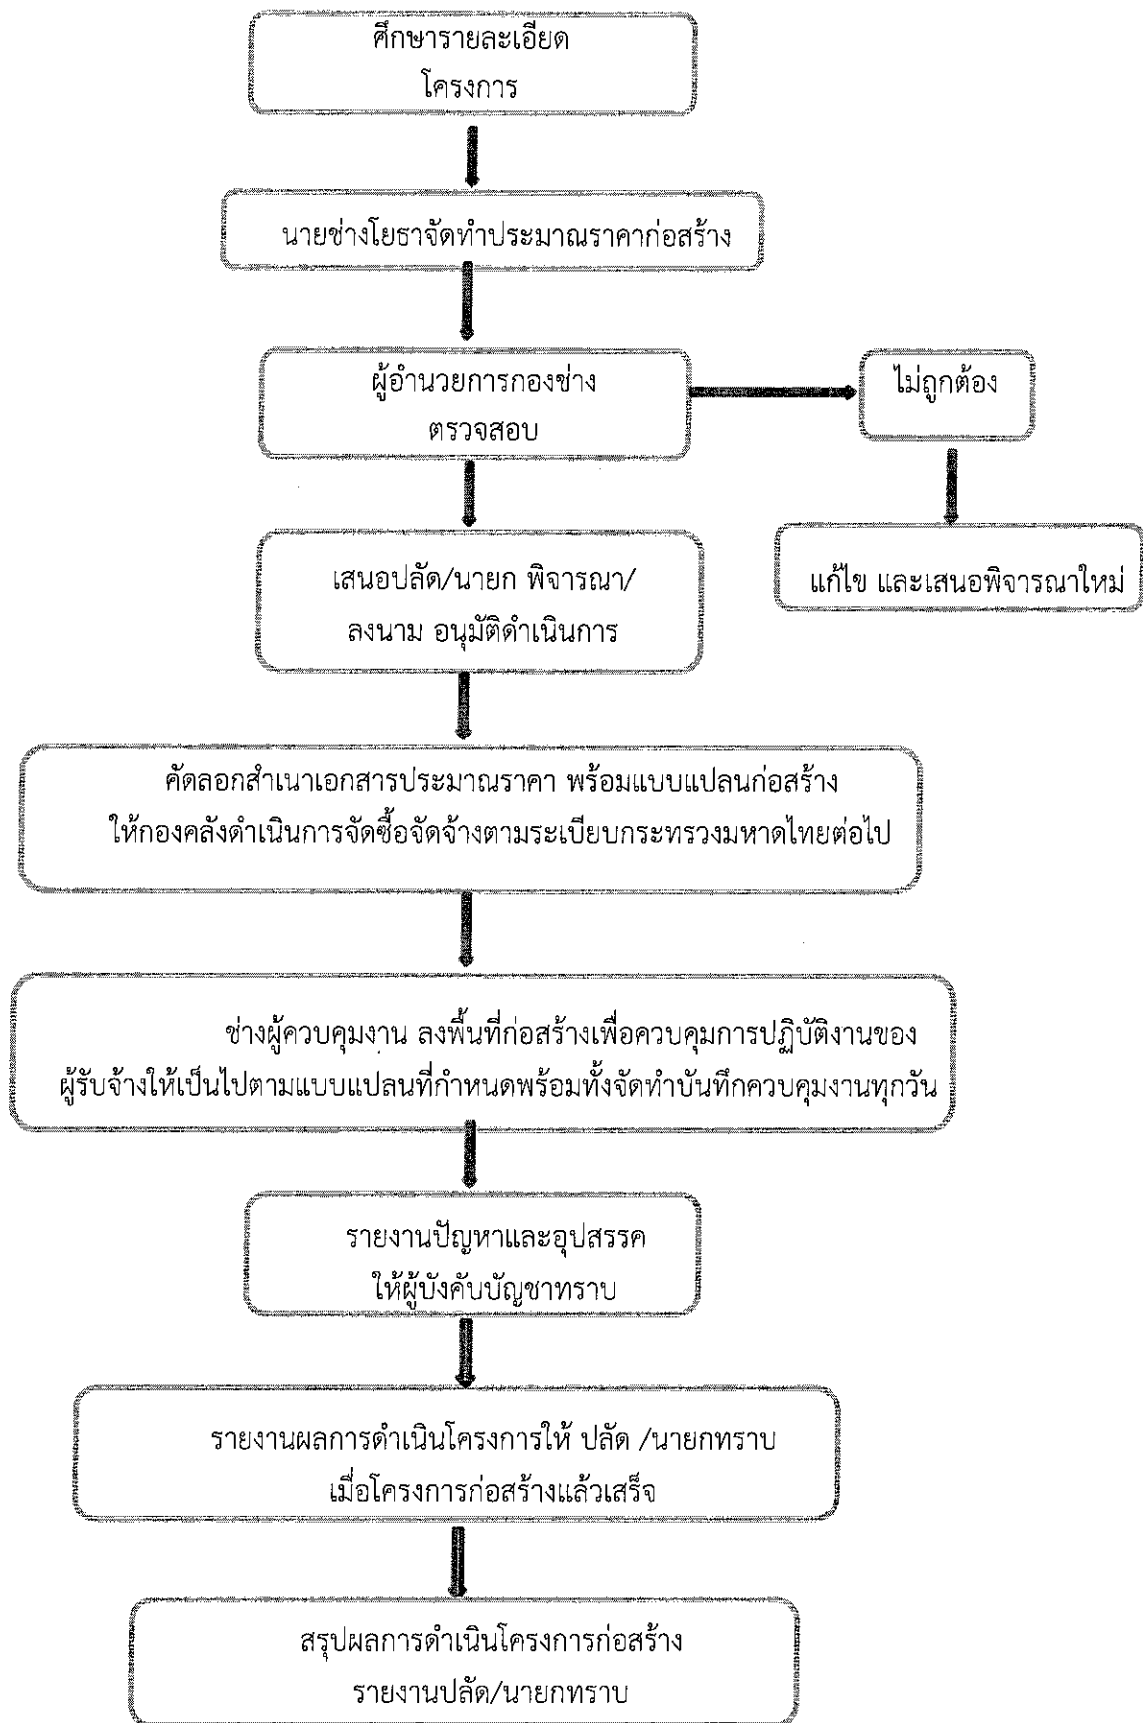 ศึกษารายละเอียด
โครงการ
นายช่างโยธาจัดทำประมาณราคาก่อสร้าง
ผู้อำนวยการกองช่าง
ตรวจสอบ
ไม่ถูกต้อง
แก้ไข และเสนอพิจารณาใหม่
เสนอปลัด/นายก พิจารณา/
ลงนาม อนุมัติดำเนินการ
คัดลอกสำเนาเอกสารประมาณราคา พร้อมแบบแปลนก่อสร้าง
ให้กองคลังดำเนินการจัดซื้อจัดจ้างตามระเบียบกระทรวงมหาดไทยต่อไป
ช่างผู้ควบคุมงาน ลงพื้นที่ก่อสร้างเพื่อควบคุมการปฏิบัติงานของ
ผู้รับจ้างให้เป็นไปตามแบบแปลนที่กำหนดพร้อมทั้งจัดทำบันทึกควบคุมงานทุกวัน
รายงานปัญหาและอุปสรรค
ให้ผู้บังคับบัญชาทราบ
รายงานผลการดำเนินโครงการให้ ปลัด /นายกทราบ
เมื่อโครงการก่อสร้างแล้วเสร็จ
สรุปผลการดำเนินโครงการก่อสร้าง
รายงานปลัด/นายกทราบ